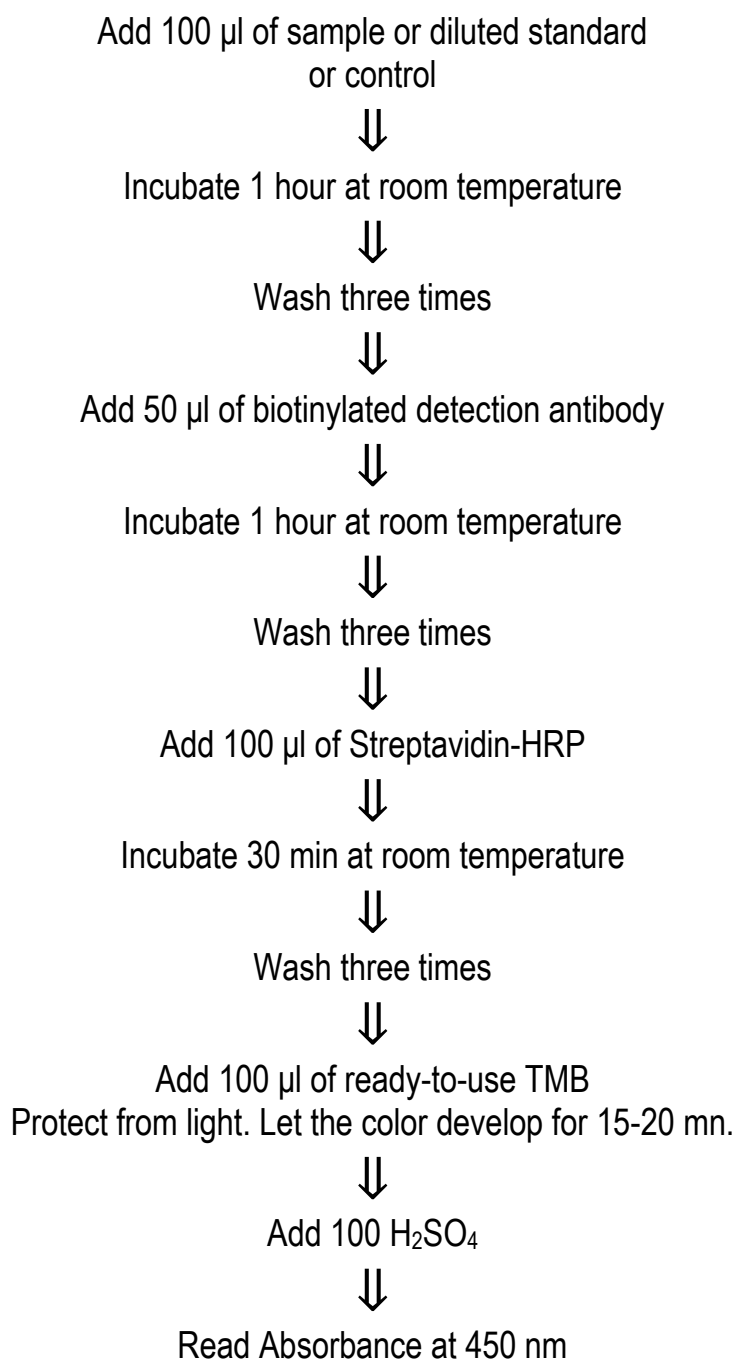 Add 100 µl of sample or diluted standard
or control
⇓
Incubate 1 hour at room temperature
⇓
Wash three times
⇓
Add 50 µl of biotinylated detection antibody
⇓
Incubate 1 hour at room temperature
⇓
Wash three times
⇓
Add 100 µl of Streptavidin-HRP
⇓
Incubate 30 min at room temperature
⇓
Wash three times
⇓
Add 100 µl of ready-to-use TMB
Protect from light. Let the color develop for 15-20 mn.
⇓
Add 100 H₂SO₄
⇓
Read Absorbance at 450 nm